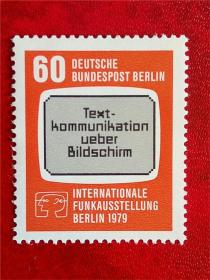 60 DEUTSCHE
BUNDESPOST BERLIN
Text-
kommunikation
ueber
Bildschirm
INTERNATIONALE
FUNKAUSSTELLUNG
BERLIN 1979